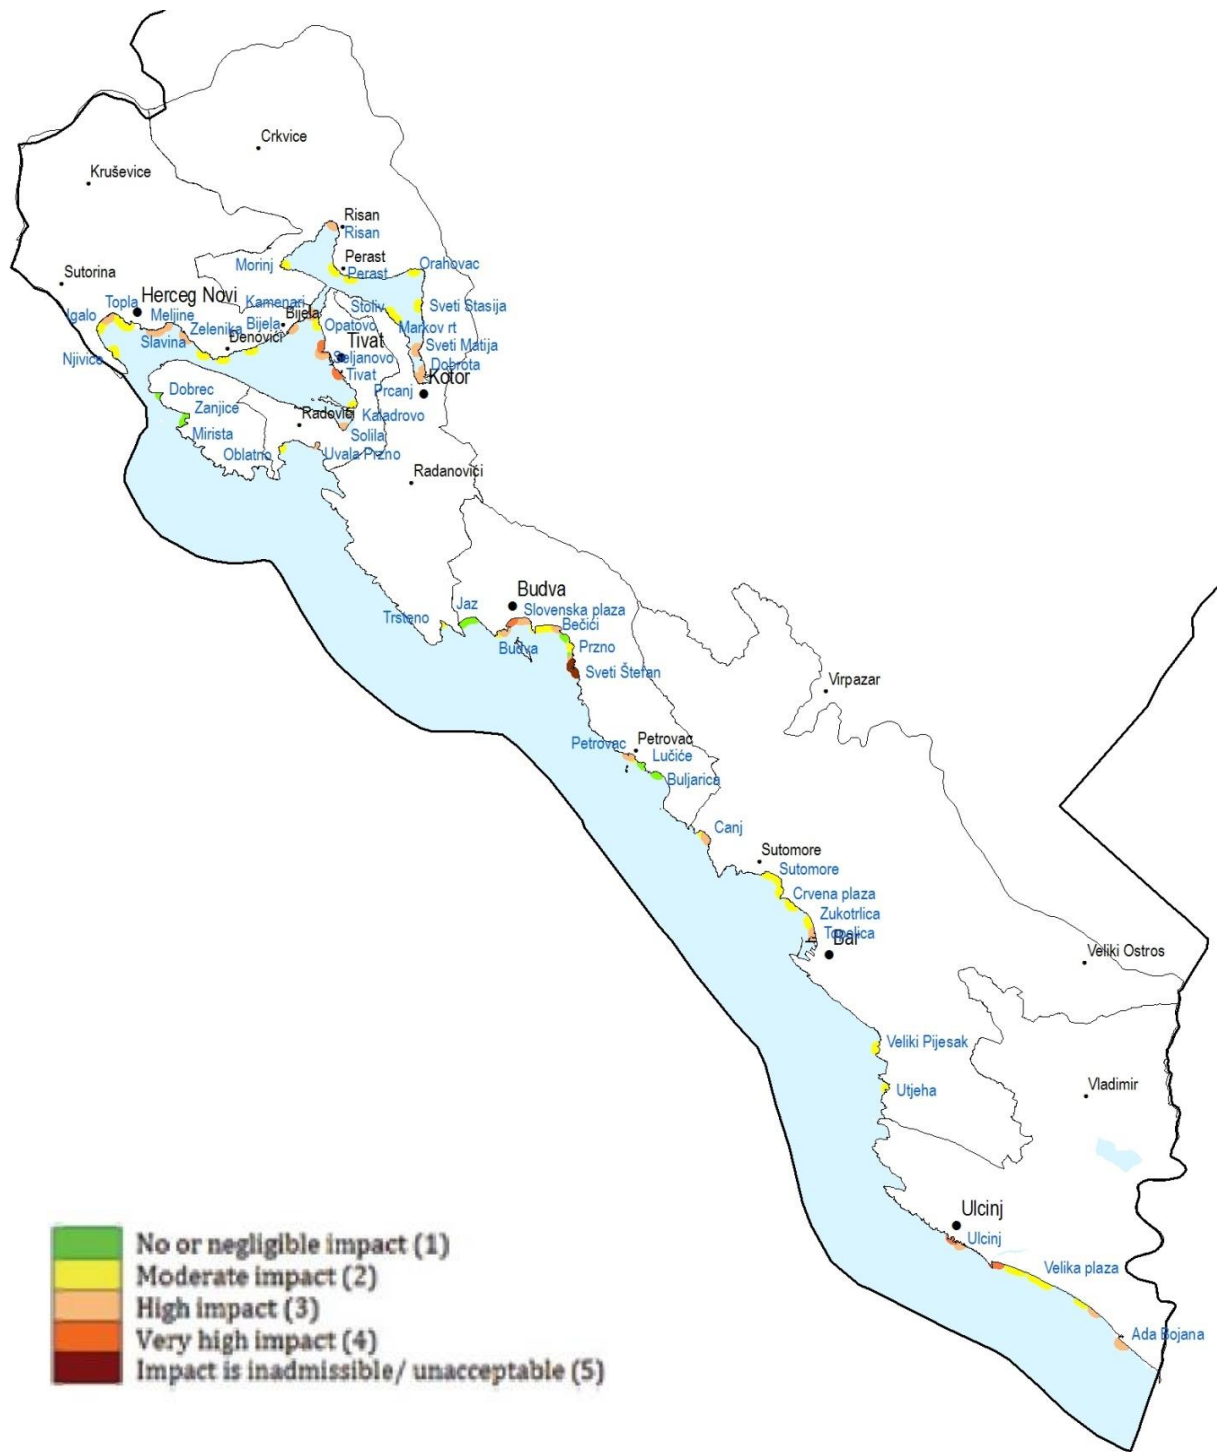 Crkvice
Kruševice
Risan
Risan
Perast
Perast
Morinj
Orahovac
Sutorina
Herceg Novi
Topla
Igalo
Meljine
Kamenari
Bijela
Bijela
Stoliv
Sveti Stasija
Zelenika
Slavina
Đenovići
Opatovo
Markov rt
Tivat
Seljanovo
Sveti Matija
Njivice
Tivat
Dobrota
Kotor
Prcanj
Dobrec
Zanjice
Mirista
Radovići
Kaladrovo
Solila
Oblatno
Uvala Przno
Radanovići
Budva
Jaz
Slovenska plaza
Trsteno
Bečići
Budva
Przno
Sveti Štefan
Virpazar
Petrovac
Petrovac
Lučiće
Buljarica
Canj
Sutomore
Sutomore
Crvena plaza
Zukotrlica
Topolica
Bar
Veliki Ostros
Veliki Pijesak
Utjeha
Vladimir
Ulcinj
Ulcinj
Velika plaza
Ada Bojana
No or negligible impact (1)
Moderate impact (2)
High impact (3)
Very high impact (4)
Impact is inadmissible/ unacceptable (5)